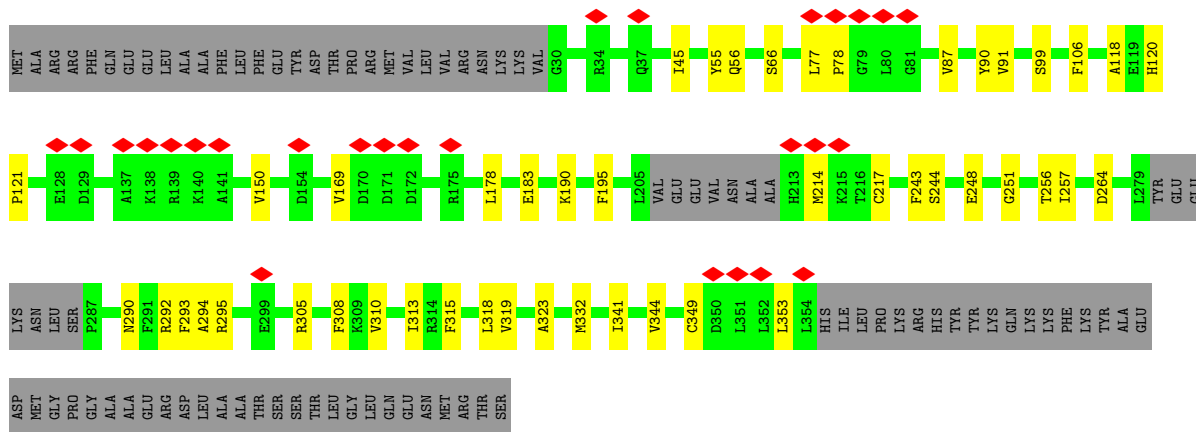 MET ALA ARG ARG PHE GLN GLU GLU LEU ALA ALA PHE LEU PHE GLU TYR ASP THR PRO ARG MET VAL LEU VAL ARG ASN LYS LYS VAL G30 R34 Q37 I45 Y55 Q56 S66 L77 P78 G79 L80 G81 V87 Y90 V91 S99 F106 A118 E119 H120
P121 E128 D129 A137 K138 R139 K140 A141 V150 D154 V169 D170 D171 D172 R175 L178 E183 K190 F195 L205 VAL GLU GLU VAL ASN ALA ALA H213 M214 K215 T216 C217 F243 S244 E248 G251 T256 I257 D264 L279 TYR GLU GLU
LYS ASN LEU SER P287 N290 F291 R292 F293 A294 R295 E299 R305 F308 K309 V310 I313 R314 F315 L318 V319 A323 M332 I341 V344 C349 D350 L351 L352 L353 L354 HIS ILE LEU PRO LYS ARG HIS TYR TYR LYS GLN LYS LYS PHE LYS TYR ALA GLU
ASP MET GLY PRO GLY ALA ALA GLU ARG ASP LEU ALA ALA THR SER SER THR LEU GLY LEU GLN GLU ASN MET ARG THR SER